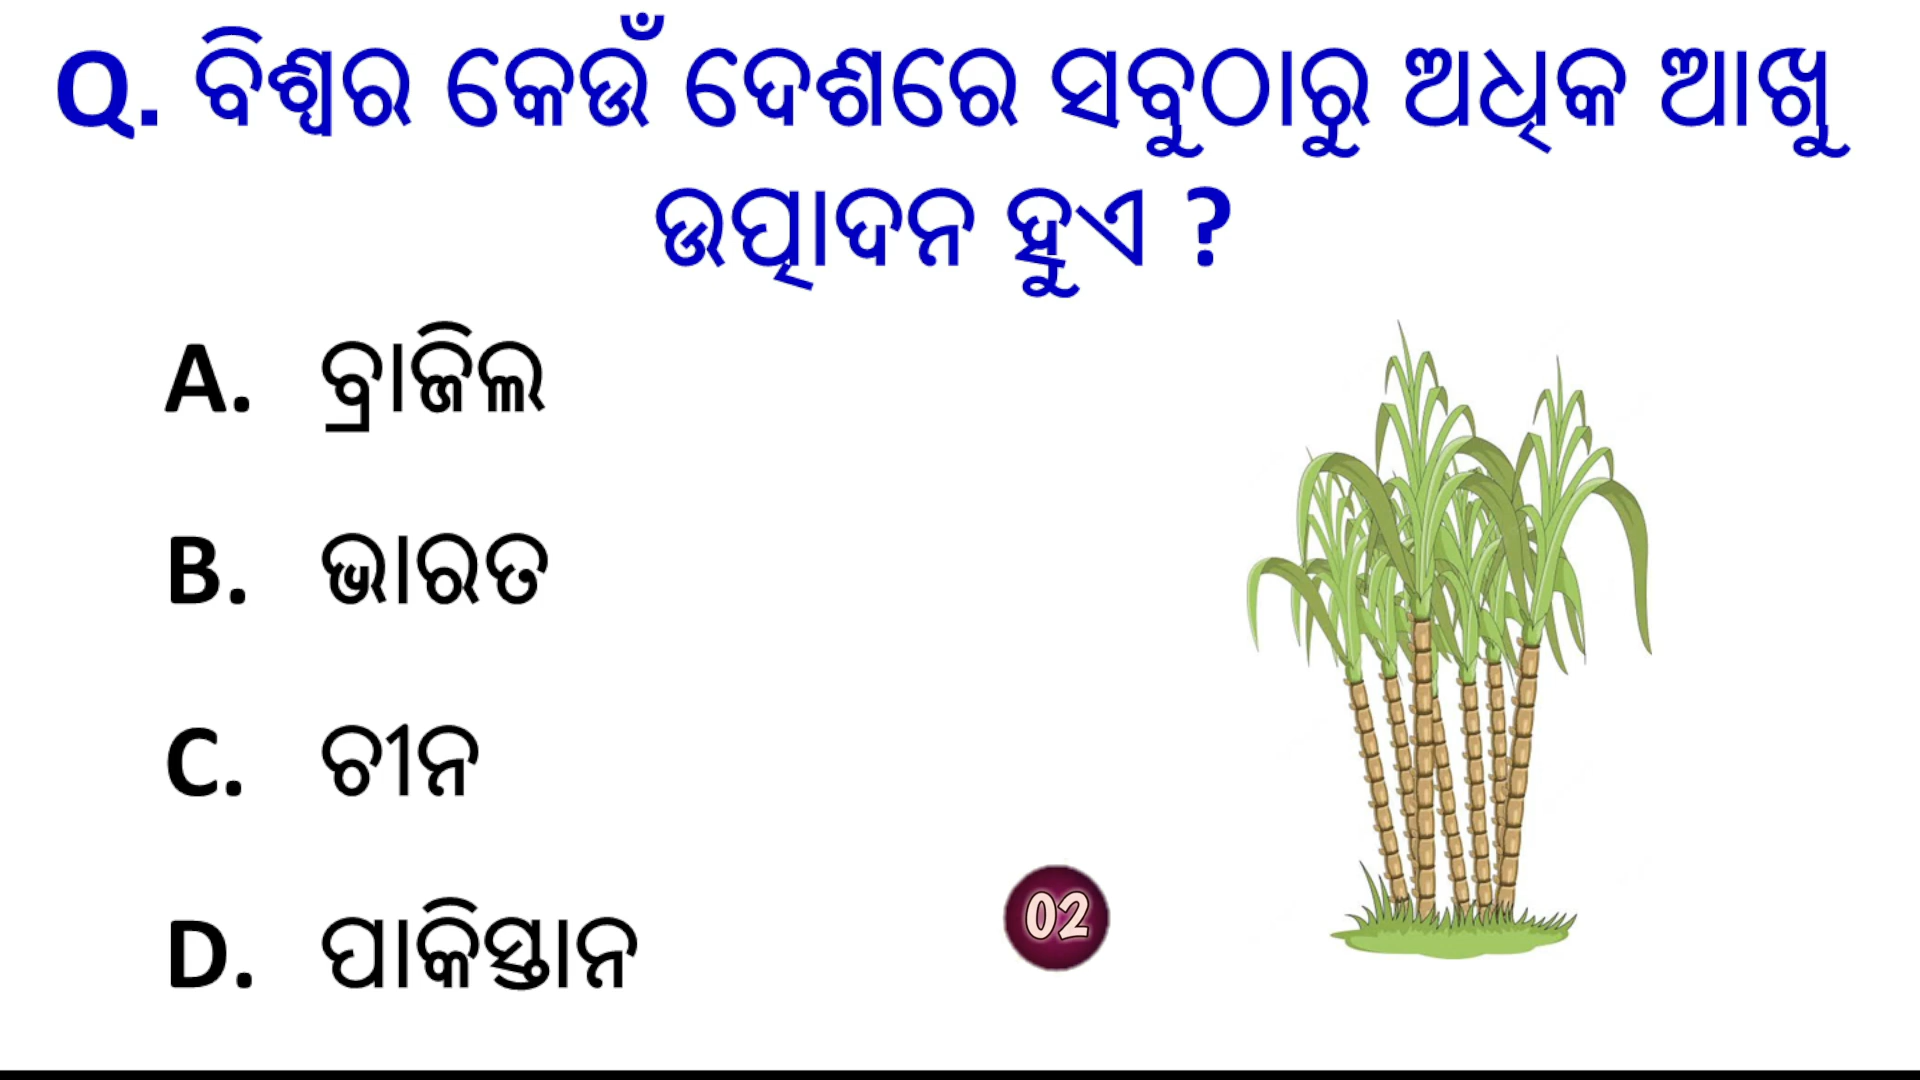 Q. ବିଶ୍ୱର କେଉଁ ଦେଶରେ ସବୁଠାରୁ ଅଧିକ ଆଖୁ
ଉତ୍ପାଦନ ହୁଏ ?
A. ବ୍ରାଜିଲ
B. ଭାରତ
C. ଚୀନ
D. ପାକିସ୍ତାନ
02